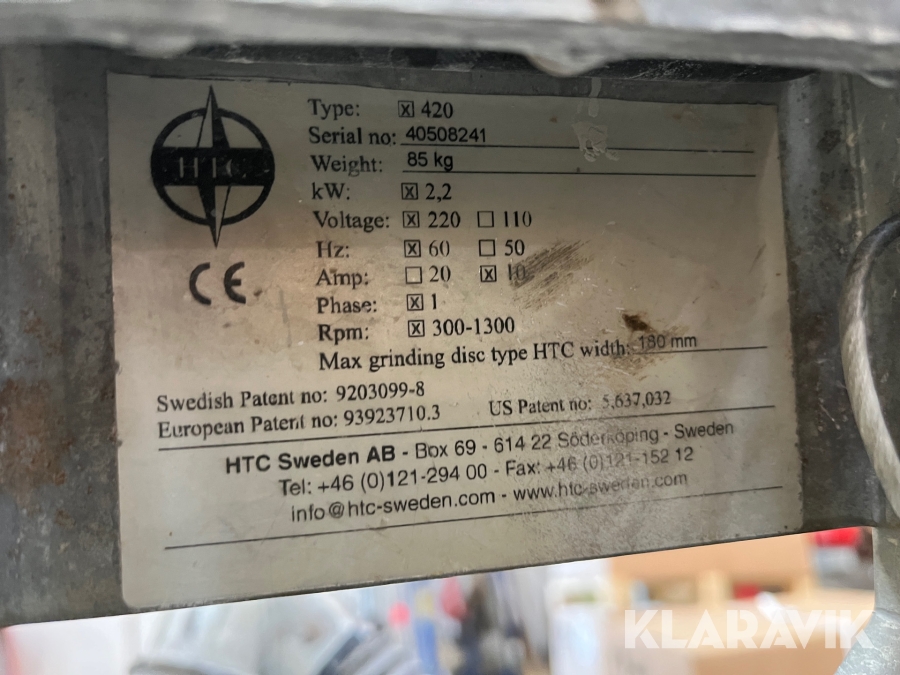 HTC
CE
Type: ☒ 420
Serial no: 40508241
Weight: 85 kg
kW: ☒ 2,2
Voltage: ☒ 220 ☐ 110
Hz: ☒ 60 ☐ 50
Amp: ☐ 20 ☒ 10
Phase: ☒ 1
Rpm: ☒ 300-1300
Max grinding disc type HTC width: 180 mm
Swedish Patent no: 9203099-8
European Patent no: 93923710.3 US Patent no: 5,637,032
HTC Sweden AB - Box 69 - 614 22 Söderköping - Sweden
Tel: +46 (0)121-294 00 - Fax: +46 (0)121-152 12
info@htc-sweden.com - www.htc-sweden.com
KLARAVIK